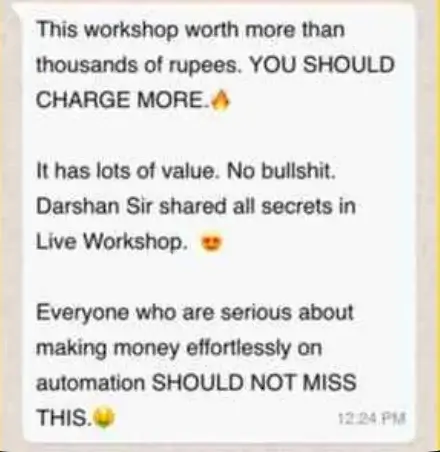 This workshop worth more than
thousands of rupees. YOU SHOULD
CHARGE MORE.🔥
It has lots of value. No bullshit.
Darshan Sir shared all secrets in
Live Workshop. 😍
Everyone who are serious about
making money effortlessly on
automation SHOULD NOT MISS
THIS.🤑
12:24 PM